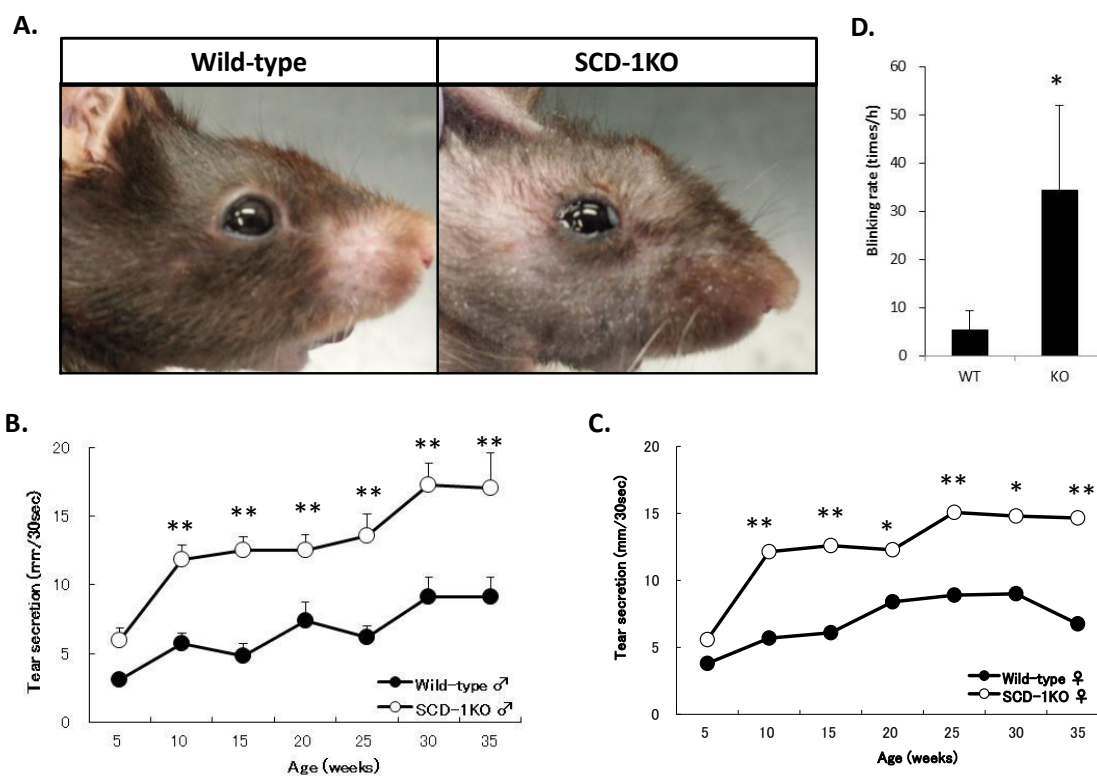 A.
Wild-type SCD-1KO
D.
Blinking rate (times/h)
60
50
40
30
20
10
0
*
WT KO
B.
Tear secretion (mm/30sec)
20
15
10
5
0
** ** ** ** ** **
Wild-type ♂
SCD-1KO ♂
5 10 15 20 25 30 35
Age (weeks)
C.
Tear secretion (mm/30sec)
20
15
10
5
0
** ** * ** * **
Wild-type ♀
SCD-1KO ♀
5 10 15 20 25 30 35
Age (weeks)